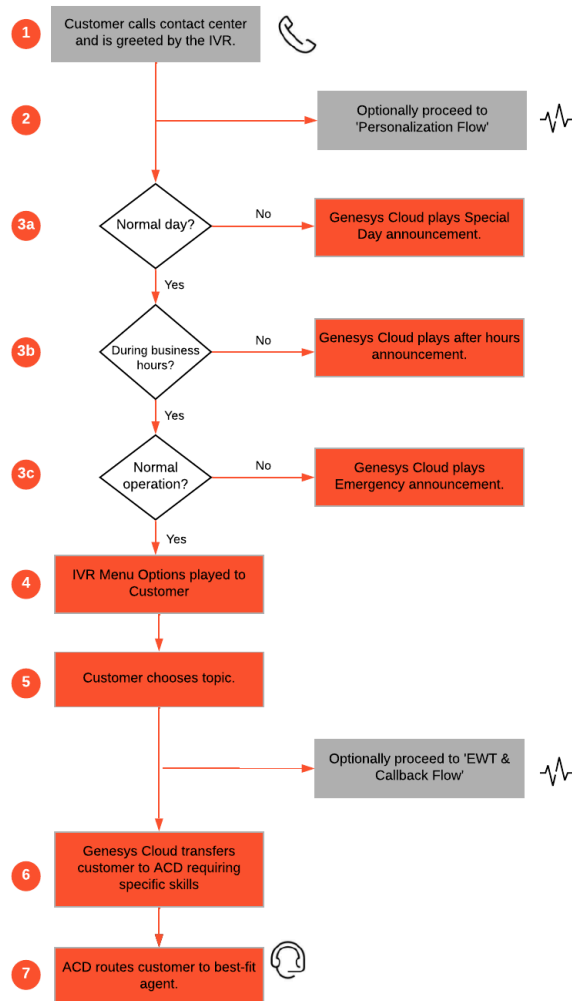 1
Customer calls contact center
and is greeted by the IVR.
2
Optionally proceed to
'Personalization Flow'
3a
Normal day?
No
Genesys Cloud plays Special
Day announcement.
Yes
3b
During business
hours?
No
Genesys Cloud plays after hours
announcement.
Yes
3c
Normal
operation?
No
Genesys Cloud plays
Emergency announcement.
Yes
4
IVR Menu Options played to
Customer
5
Customer chooses topic.
Optionally proceed to 'EWT &
Callback Flow'
6
Genesys Cloud transfers
customer to ACD requiring
specific skills
7
ACD routes customer to best-fit
agent.